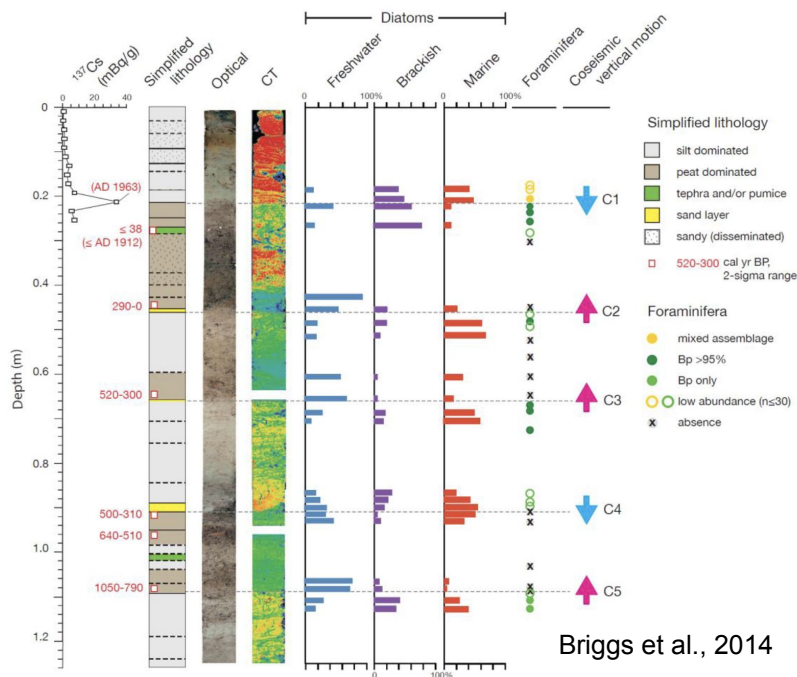 Diatoms
¹³⁷Cs (mBq/g)
Simplified lithology
Optical
CT
Freshwater
Brackish
Marine
Foraminifera
Coseismic vertical motion
0 20 40
0 100%
0 100%
0 100%
0
0.2
0.4
0.6
0.8
1.0
1.2
Depth (m)
(AD 1963)
≤ 38
(≤ AD 1912)
290-0
520-300
500-310
640-510
1050-790
C1
C2
C3
C4
C5
Simplified lithology
silt dominated
peat dominated
tephra and/or pumice
sand layer
sandy (disseminated)
520-300 cal yr BP,
2-sigma range
Foraminifera
mixed assemblage
Bp >95%
Bp only
low abundance (n≤30)
x absence
Briggs et al., 2014